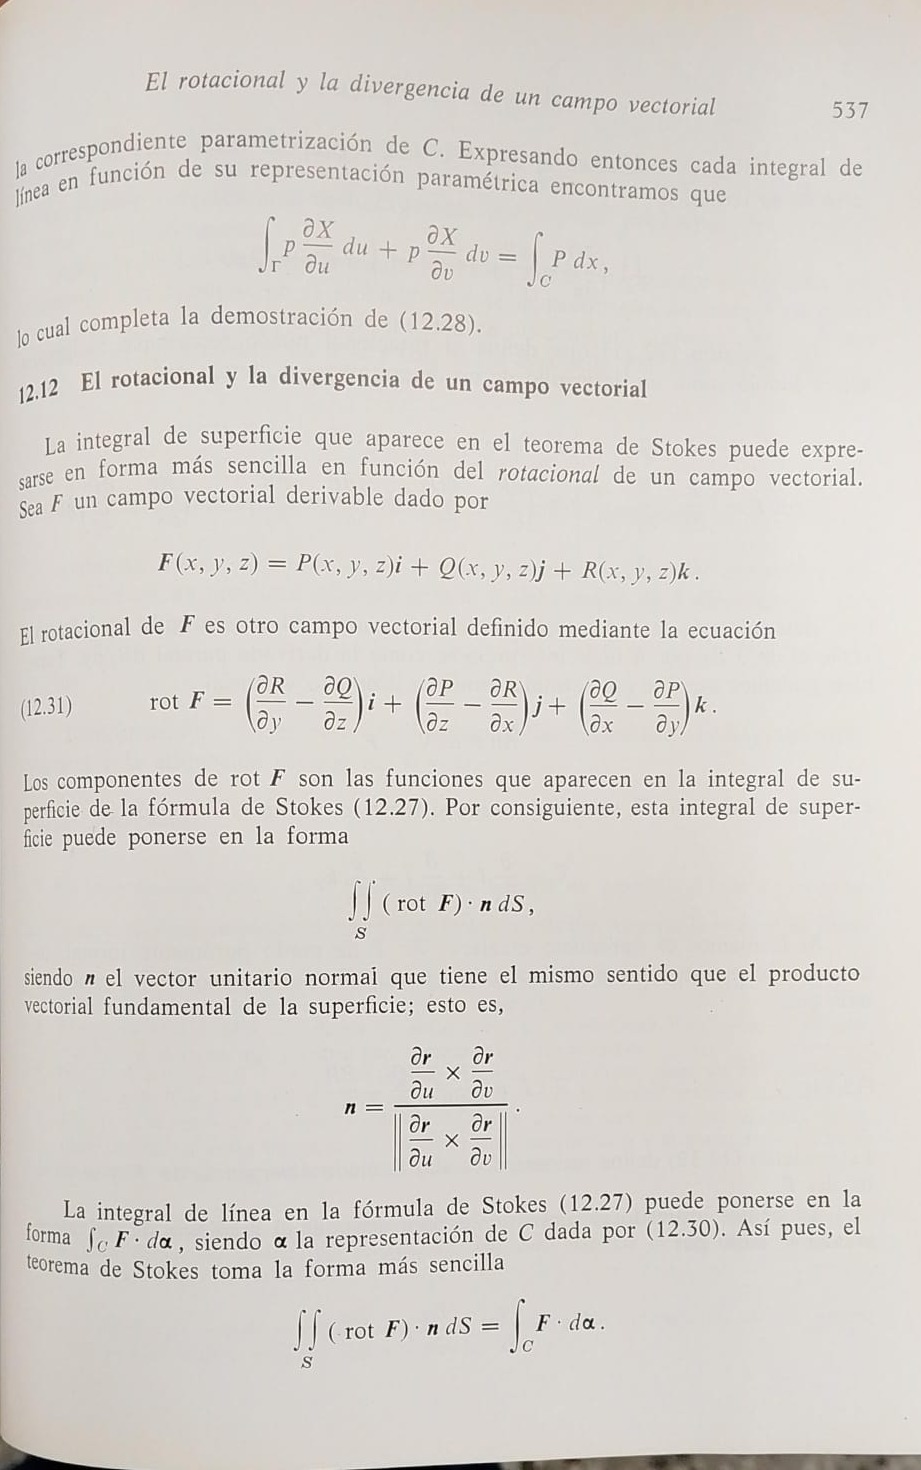 El rotacional y la divergencia de un campo vectorial 537
la correspondiente parametrización de C. Expresando entonces cada integral de
línea en función de su representación paramétrica encontramos que
∫_Γ p ∂X/∂u du + p ∂X/∂v dv = ∫_C P dx,
lo cual completa la demostración de (12.28).
12.12 El rotacional y la divergencia de un campo vectorial
La integral de superficie que aparece en el teorema de Stokes puede expre-
sarse en forma más sencilla en función del rotacional de un campo vectorial.
Sea F un campo vectorial derivable dado por
F(x, y, z) = P(x, y, z)i + Q(x, y, z)j + R(x, y, z)k.
El rotacional de F es otro campo vectorial definido mediante la ecuación
(12.31) rot F = (∂R/∂y − ∂Q/∂z) i + (∂P/∂z − ∂R/∂x) j + (∂Q/∂x − ∂P/∂y) k.
Los componentes de rot F son las funciones que aparecen en la integral de su-
perficie de la fórmula de Stokes (12.27). Por consiguiente, esta integral de super-
ficie puede ponerse en la forma
∬_S (rot F) · n dS,
siendo n el vector unitario normal que tiene el mismo sentido que el producto
vectorial fundamental de la superficie; esto es,
n = (∂r/∂u × ∂r/∂v) / ‖∂r/∂u × ∂r/∂v‖.
La integral de línea en la fórmula de Stokes (12.27) puede ponerse en la
forma ∫_C F · dα, siendo α la representación de C dada por (12.30). Así pues, el
teorema de Stokes toma la forma más sencilla
∬_S (rot F) · n dS = ∫_C F · dα.